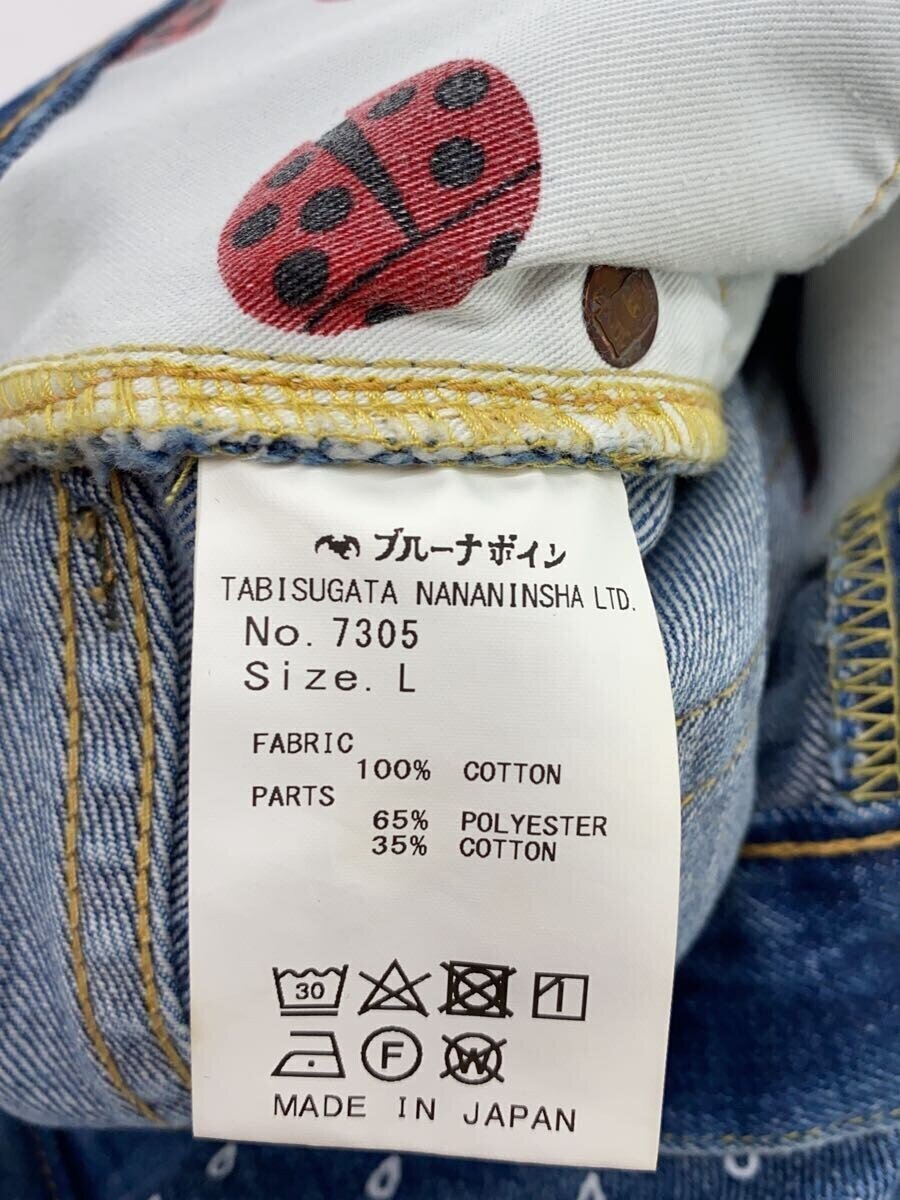 ブルーナボイン
TABISUGATA NANANINSHA LTD.
No. 7305
Size. L
FABRIC
100% COTTON
PARTS
65% POLYESTER
35% COTTON
30
F
W
MADE IN JAPAN